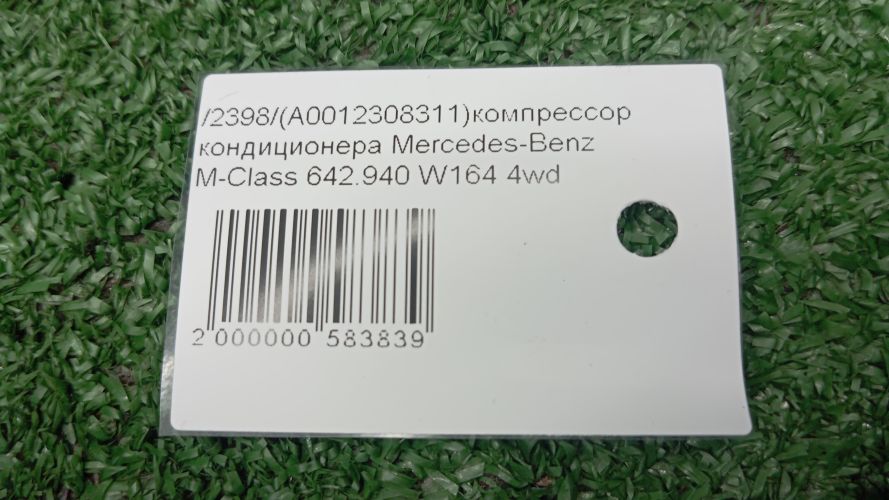 /2398/(A0012308311)компрессор
кондиционера Mercedes-Benz
M-Class 642.940 W164 4wd
2 000000 583839